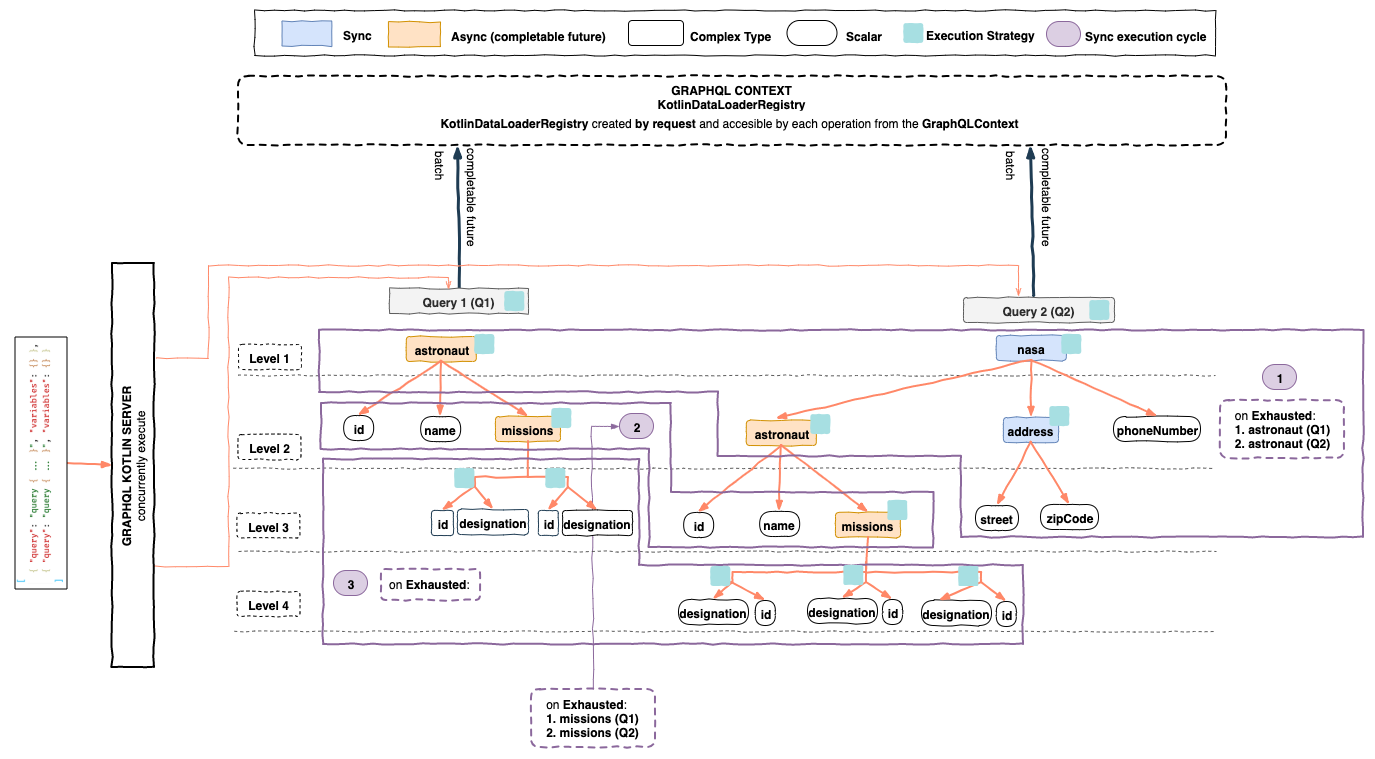 Sync
Async (completable future)
Complex Type
Scalar
Execution Strategy
Sync execution cycle
GRAPHQL CONTEXT
KotlinDataLoaderRegistry
KotlinDataLoaderRegistry created by request and accesible by each operation from the GraphQLContext
batch
completable future
batch
completable future
Query 1 (Q1)
Query 2 (Q2)
[
{ "query": "query { ... }", "variables": {} },
{ "query": "query { ... }", "variables": {} }
]
GRAPHQL KOTLIN SERVER
concurrently execute
Level 1
astronaut
nasa
1
on Exhausted:
1. astronaut (Q1)
2. astronaut (Q2)
Level 2
id
name
missions
2
astronaut
address
phoneNumber
Level 3
id
designation
id
designation
id
name
missions
street
zipCode
3
on Exhausted:
Level 4
designation
id
designation
id
designation
id
on Exhausted:
1. missions (Q1)
2. missions (Q2)